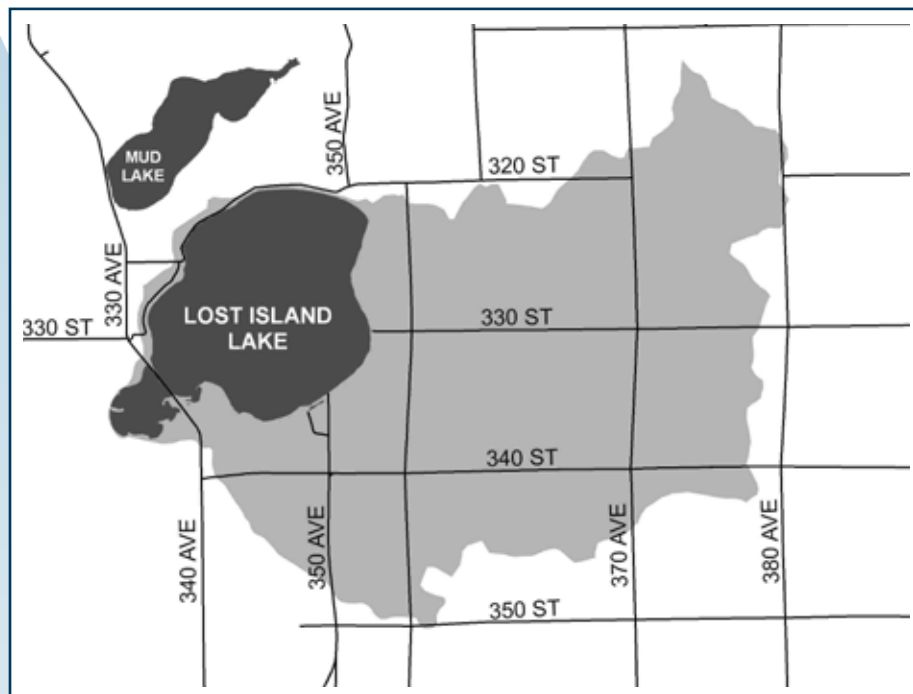 350 AVE
MUD
LAKE
320 ST
330 AVE
330 ST
LOST ISLAND
LAKE
330 ST
340 ST
340 AVE
350 AVE
370 AVE
380 AVE
350 ST